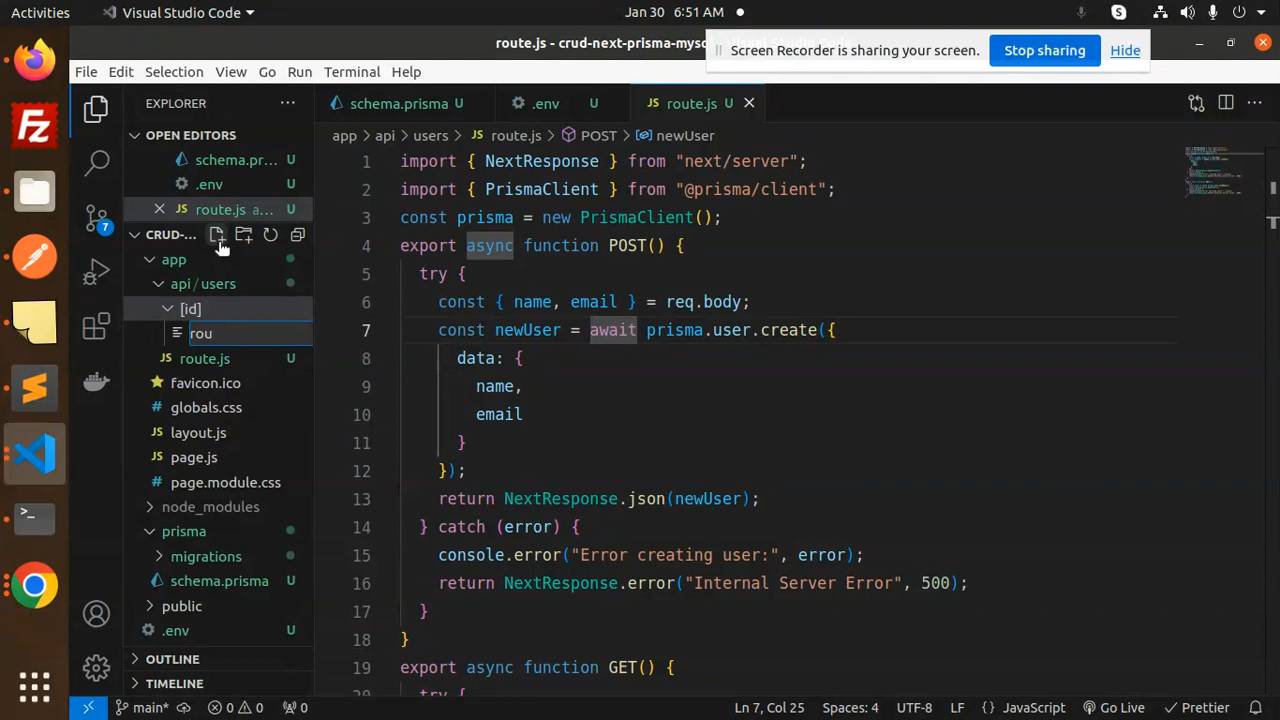 Activities
Visual Studio Code
Jan 30 6:51 AM
Screen Recorder is sharing your screen.
Stop sharing
Hide
File Edit Selection View Go Run Terminal Help
EXPLORER
schema.prisma U
.env U
route.js U
OPEN EDITORS
schema.pr... U
.env U
route.js a... U
CRUD-...
app
api/users
[id]
rou
route.js U
favicon.ico
globals.css
layout.js
page.js
page.module.css
node_modules
prisma
migrations
schema.prisma U
public
.env U
OUTLINE
TIMELINE
7
app > api > users > route.js > POST > newUser
1 import { NextResponse } from "next/server";
2 import { PrismaClient } from "@prisma/client";
3 const prisma = new PrismaClient();
4 export async function POST() {
5 try {
6 const { name, email } = req.body;
7 const newUser = await prisma.user.create({
8 data: {
9 name,
10 email
11 }
12 });
13 return NextResponse.json(newUser);
14 } catch (error) {
15 console.error("Error creating user:", error);
16 return NextResponse.error("Internal Server Error", 500);
17 }
18 }
19 export async function GET() {
20 try {
main* 0 0 0
Ln 7, Col 25 Spaces: 4 UTF-8 LF {} JavaScript Go Live Prettier